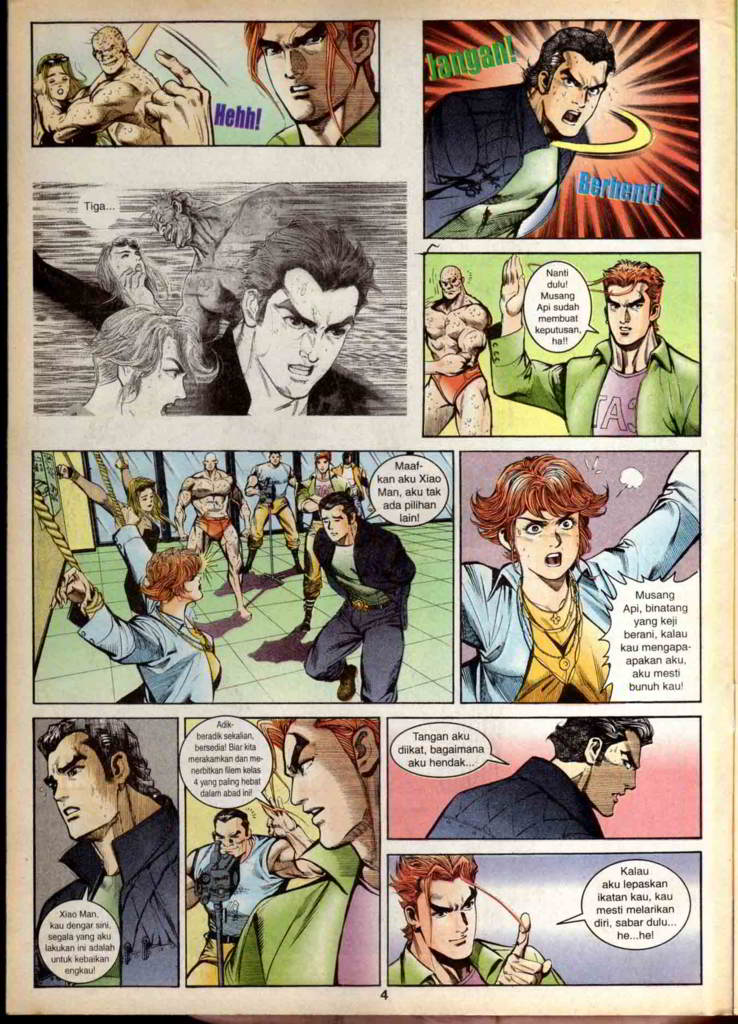 Hehh!
Jangan!
Berhenti!
Tiga...
Nanti
dulu!
Musang
Api sudah
membuat
keputusan,
ha!!
TAS
Maaf-
kan aku Xiao
Man, aku tak
ada pilihan
lain!
Musang
Api, binatang
yang keji
berani, kalau
kau mengapa-
apakan aku,
aku mesti
bunuh kau!
Xiao Man,
kau dengar sini,
segala yang aku
lakukan ini adalah
untuk kebaikan
engkau!
Adik-
beradik sekalian,
bersedia! Biar kita
merakamkan dan me-
nerbitkan filem kelas
4 yang paling hebat
dalam abad ini!
Tangan aku
diikat, bagaimana
aku hendak...
Kalau
aku lepaskan
ikatan kau, kau
mesti melarikan
diri, sabar dulu...
he...he!
4